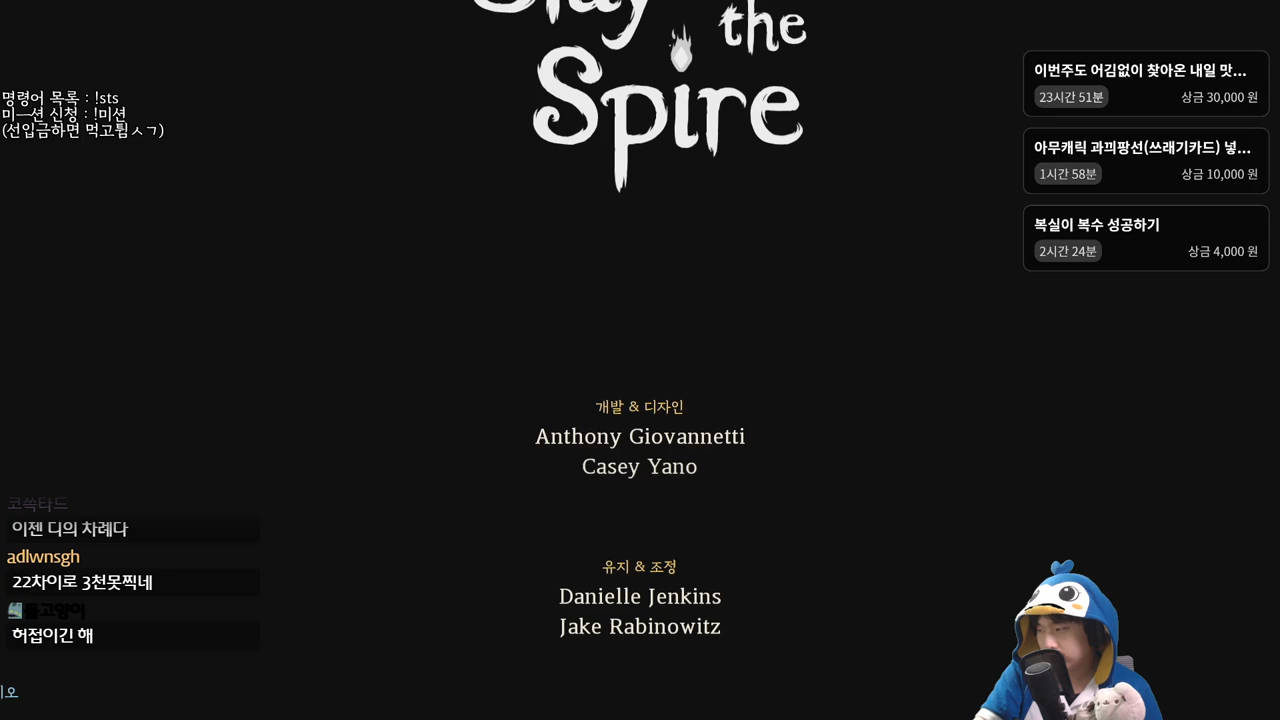 Slay
the
Spire
명령어 목록 : !sts
미—션 신청 : !미션
(선입금하면 먹고튐ㅅㄱ)
이번주도 어김없이 찾아온 내일 맛...
23시간 51분
상금 30,000 원
아무캐릭 과끠팡선(쓰레기카드) 넣...
1시간 58분
상금 10,000 원
복실이 복수 성공하기
2시간 24분
상금 4,000 원
개발 & 디자인
Anthony Giovannetti
Casey Yano
유지 & 조정
Danielle Jenkins
Jake Rabinowitz
코쏙타드
이젠 디의 차례다
adlwnsgh
22차이로 3천못찍네
허접이긴 해